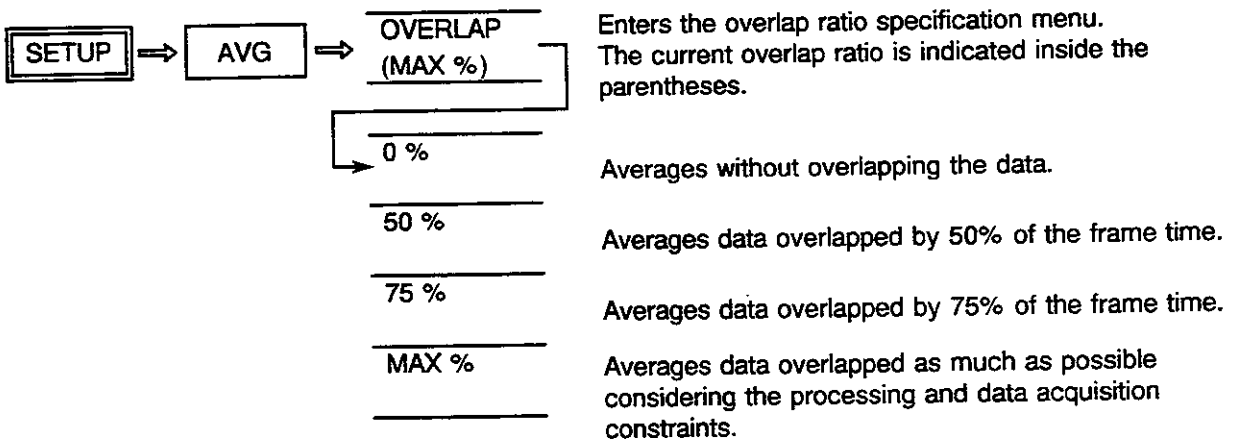 SETUP ⇒ AVG ⇒ OVERLAP
(MAX %)
Enters the overlap ratio specification menu.
The current overlap ratio is indicated inside the
parentheses.
0 %
Averages without overlapping the data.
50 %
Averages data overlapped by 50% of the frame time.
75 %
Averages data overlapped by 75% of the frame time.
MAX %
Averages data overlapped as much as possible
considering the processing and data acquisition
constraints.